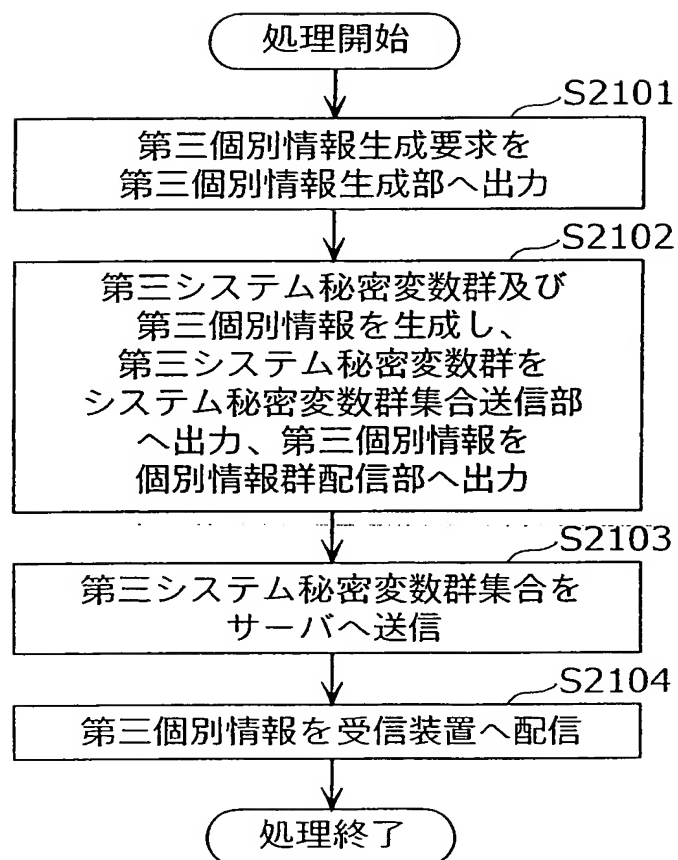 処理開始
S2101
第三個別情報生成要求を
第三個別情報生成部へ出力
S2102
第三システム秘密変数群及び
第三個別情報を生成し、
第三システム秘密変数群を
システム秘密変数群集合送信部
へ出力、第三個別情報を
個別情報群配信部へ出力
S2103
第三システム秘密変数群集合を
サーバへ送信
S2104
第三個別情報を受信装置へ配信
処理終了